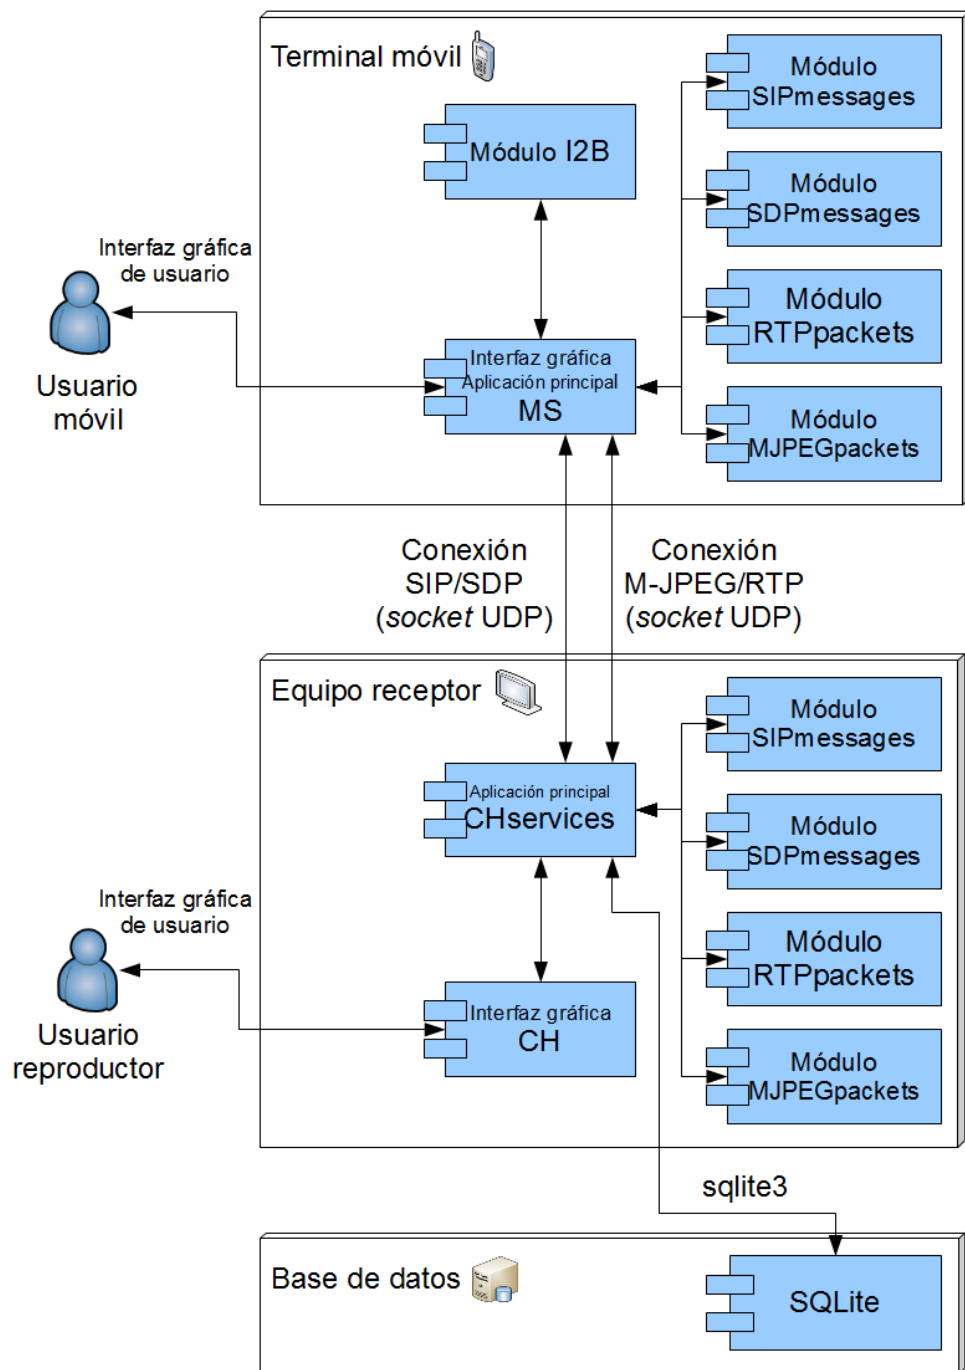 Terminal móvil
Módulo
SIPmessages
Módulo I2B
Módulo
SDPmessages
Interfaz gráfica
de usuario
Módulo
RTPpackets
Usuario
móvil
Interfaz gráfica
Aplicación principal
MS
Módulo
MJPEGpackets
Conexión
SIP/SDP
(socket UDP)
Conexión
M-JPEG/RTP
(socket UDP)
Equipo receptor
Módulo
SIPmessages
Aplicación principal
CHservices
Módulo
SDPmessages
Interfaz gráfica
de usuario
Módulo
RTPpackets
Usuario
reproductor
Interfaz gráfica
CH
Módulo
MJPEGpackets
sqlite3
Base de datos
SQLite